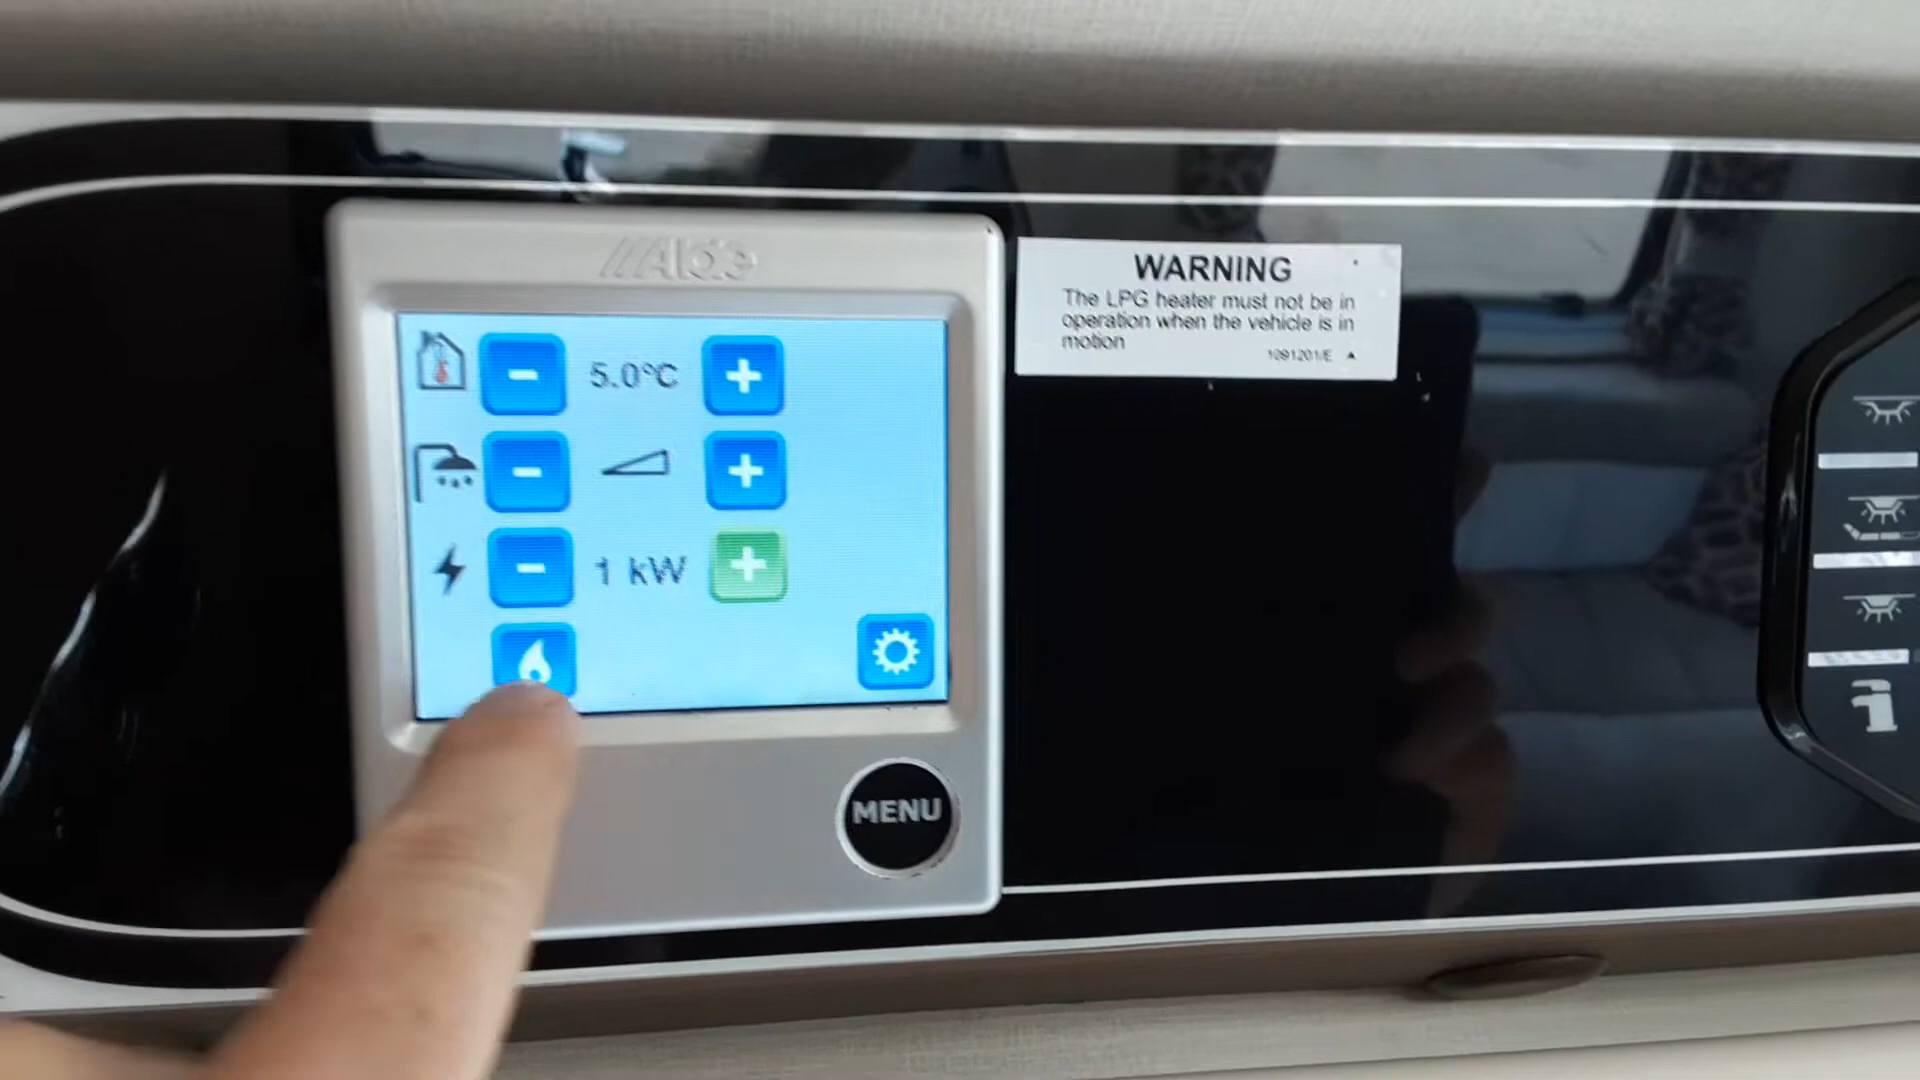 Alde
WARNING
The LPG heater must not be in
operation when the vehicle is in
motion
1091201/E
5.0°C
1 kW
MENU